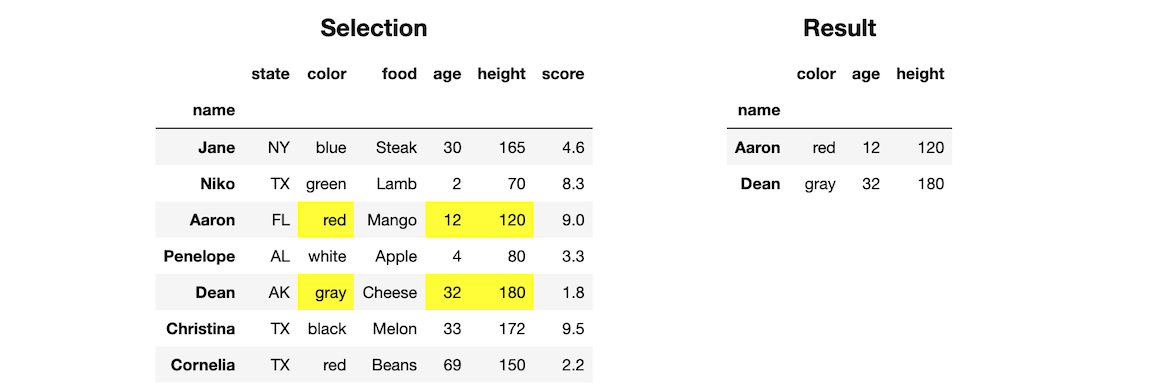 Selection
state color food age height score
name
Jane NY blue Steak 30 165 4.6
Niko TX green Lamb 2 70 8.3
Aaron FL red Mango 12 120 9.0
Penelope AL white Apple 4 80 3.3
Dean AK gray Cheese 32 180 1.8
Christina TX black Melon 33 172 9.5
Cornelia TX red Beans 69 150 2.2
Result
color age height
name
Aaron red 12 120
Dean gray 32 180